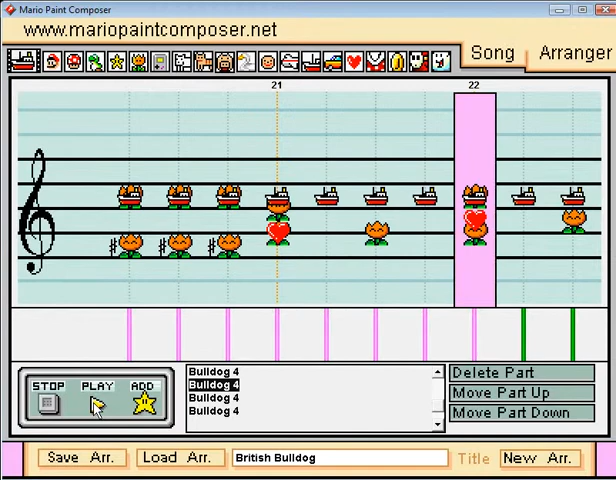 Mario Paint Composer
www.mariopaintcomposer.net
Song
Arranger
21
22
STOP
PLAY
ADD
Bulldog 4
Bulldog 4
Bulldog 4
Bulldog 4
Delete Part
Move Part Up
Move Part Down
Save Arr.
Load Arr.
British Bulldog
Title
New Arr.